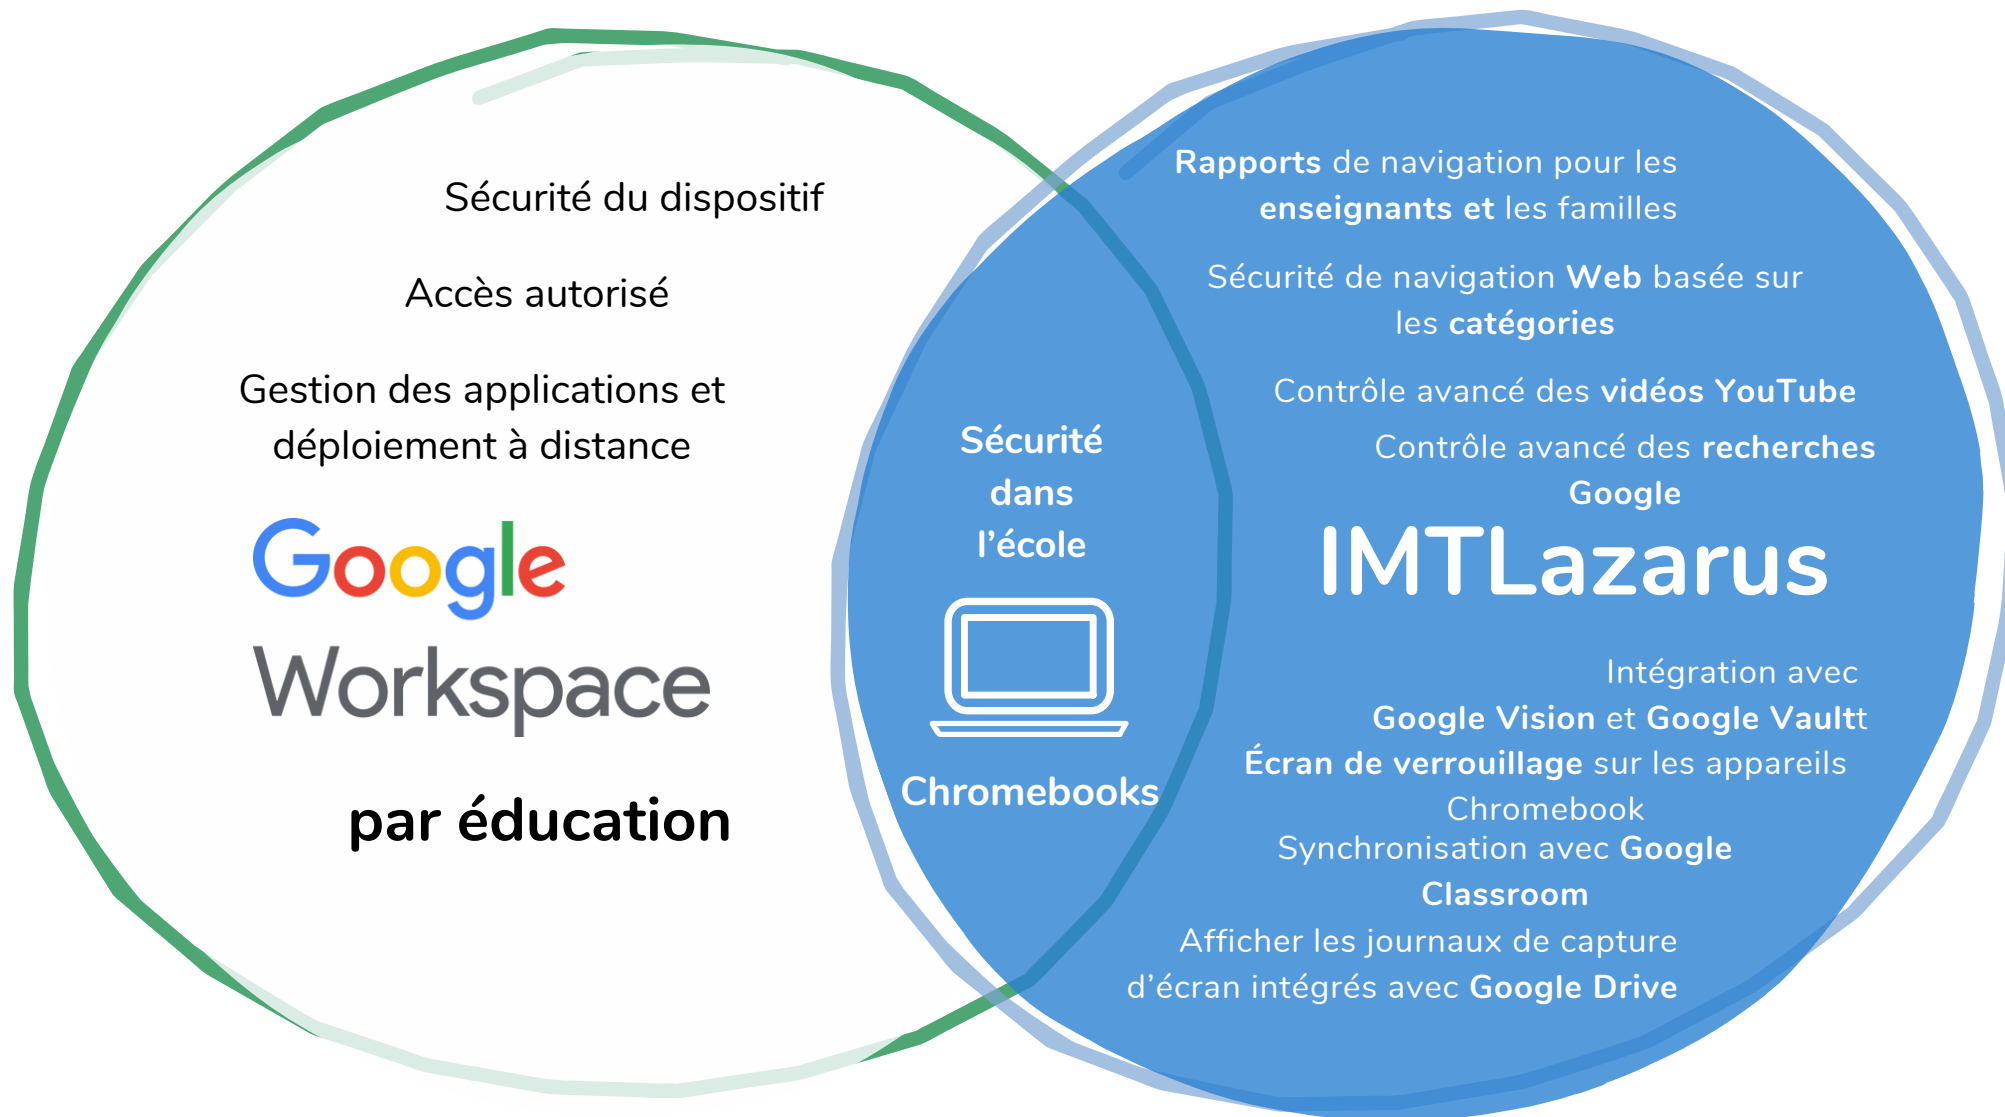 Sécurité du dispositif
Accès autorisé
Gestion des applications et
déploiement à distance
Google
Workspace
par éducation
Sécurité
dans
l’école
Chromebooks
Rapports de navigation pour les
enseignants et les familles
Sécurité de navigation Web basée sur
les catégories
Contrôle avancé des vidéos YouTube
Contrôle avancé des recherches
Google
IMTLazarus
Intégration avec
Google Vision et Google Vaultt
Écran de verrouillage sur les appareils
Chromebook
Synchronisation avec Google
Classroom
Afficher les journaux de capture
d’écran intégrés avec Google Drive